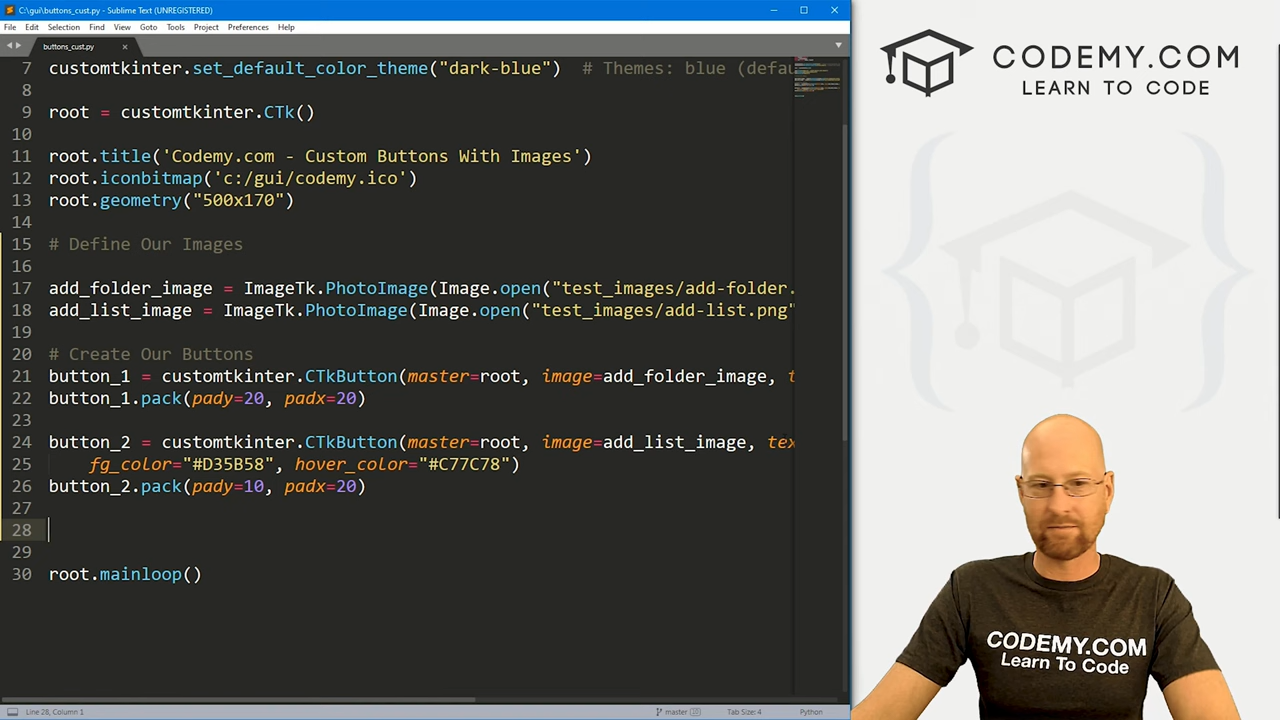 C:\gui\buttons_cust.py - Sublime Text (UNREGISTERED)
File Edit Selection Find View Goto Tools Project Preferences Help
buttons_cust.py
7 customtkinter.set_default_color_theme("dark-blue") # Themes: blue (defau
8
9 root = customtkinter.CTk()
10
11 root.title('Codemy.com - Custom Buttons With Images')
12 root.iconbitmap('c:/gui/codemy.ico')
13 root.geometry("500x170")
14
15 # Define Our Images
16
17 add_folder_image = ImageTk.PhotoImage(Image.open("test_images/add-folder.
18 add_list_image = ImageTk.PhotoImage(Image.open("test_images/add-list.png"
19
20 # Create Our Buttons
21 button_1 = customtkinter.CTkButton(master=root, image=add_folder_image, t
22 button_1.pack(pady=20, padx=20)
23
24 button_2 = customtkinter.CTkButton(master=root, image=add_list_image, tex
25 fg_color="#D35B58", hover_color="#C77C78")
26 button_2.pack(pady=10, padx=20)
27
28
29
30 root.mainloop()
Line 28, Column 1
master
Tab Size: 4
Python
CODEMY.COM
LEARN TO CODE
CODEMY.COM
Learn To Code